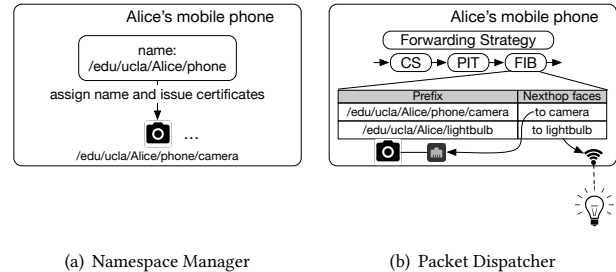 Alice's mobile phone
name:
/edu/ucla/Alice/phone
assign name and issue certificates
...
/edu/ucla/Alice/phone/camera
(a) Namespace Manager
Alice's mobile phone
Forwarding Strategy
CS PIT FIB
Prefix Nexthop faces
/edu/ucla/Alice/phone/camera to camera
/edu/ucla/Alice/lightbulb to lightbulb
(b) Packet Dispatcher